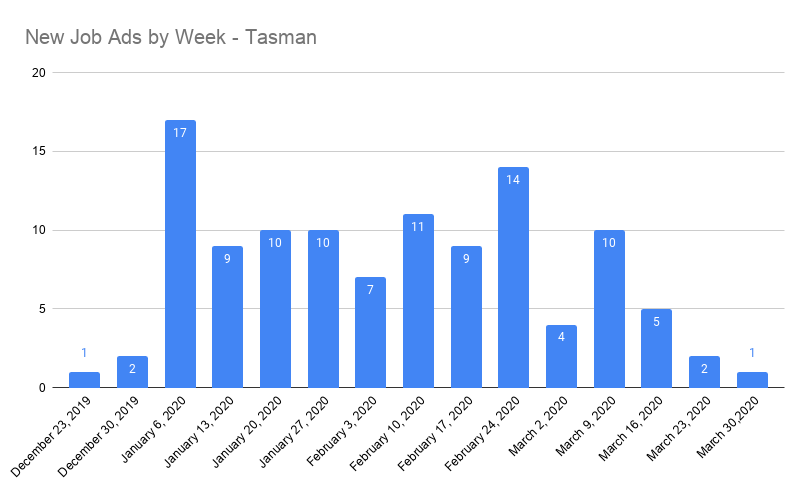 New Job Ads by Week - Tasman
20
15
10
5
0
1
2
17
9
10
10
7
11
9
14
4
10
5
2
1
December 23, 2019
December 30, 2019
January 6, 2020
January 13, 2020
January 20, 2020
January 27, 2020
February 3, 2020
February 10, 2020
February 17, 2020
February 24, 2020
March 2, 2020
March 9, 2020
March 16, 2020
March 23, 2020
March 30,2020